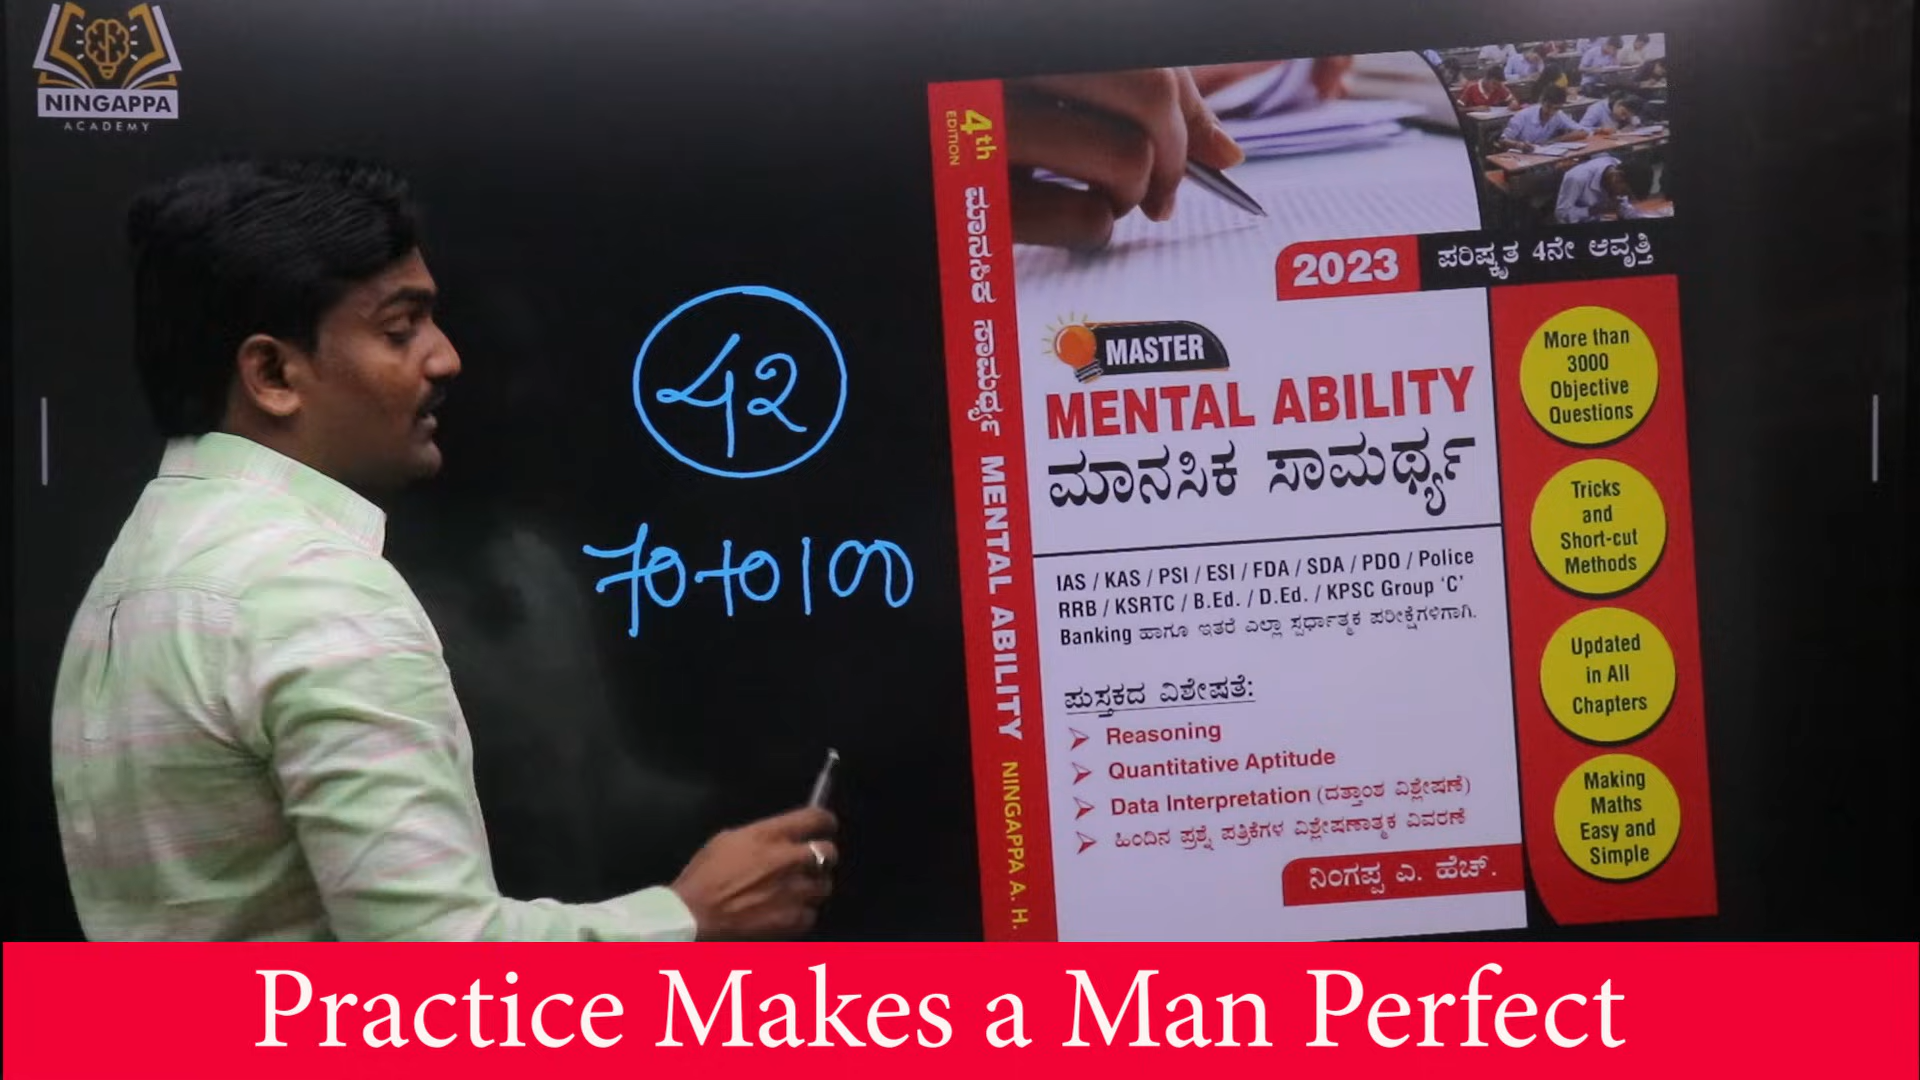 NINGAPPA
ACADEMY
42
70+0100
4th
EDITION
ಮಾನಸಿಕ ಸಾಮರ್ಥ್ಯ MENTAL ABILITY NINGAPPA A. H.
2023 ಪರಿಷ್ಕೃತ 4ನೇ ಆವೃತ್ತಿ
MASTER
MENTAL ABILITY
ಮಾನಸಿಕ ಸಾಮರ್ಥ್ಯ
IAS / KAS / PSI / ESI / FDA / SDA / PDO / Police
RRB / KSRTC / B.Ed. / D.Ed. / KPSC Group 'C'
Banking ಹಾಗೂ ಇತರೆ ಎಲ್ಲಾ ಸ್ಪರ್ಧಾತ್ಮಕ ಪರೀಕ್ಷೆಗಳಿಗಾಗಿ.
ಪುಸ್ತಕದ ವಿಶೇಷತೆ:
Reasoning
Quantitative Aptitude
Data Interpretation (ದತ್ತಾಂಶ ವಿಶ್ಲೇಷಣೆ)
ಹಿಂದಿನ ಪ್ರಶ್ನೆ ಪತ್ರಿಕೆಗಳ ವಿಶ್ಲೇಷಣಾತ್ಮಕ ವಿವರಣೆ
ನಿಂಗಪ್ಪ ಎ. ಹೆಚ್.
More than
3000
Objective
Questions
Tricks
and
Short-cut
Methods
Updated
in All
Chapters
Making
Maths
Easy and
Simple
Practice Makes a Man Perfect